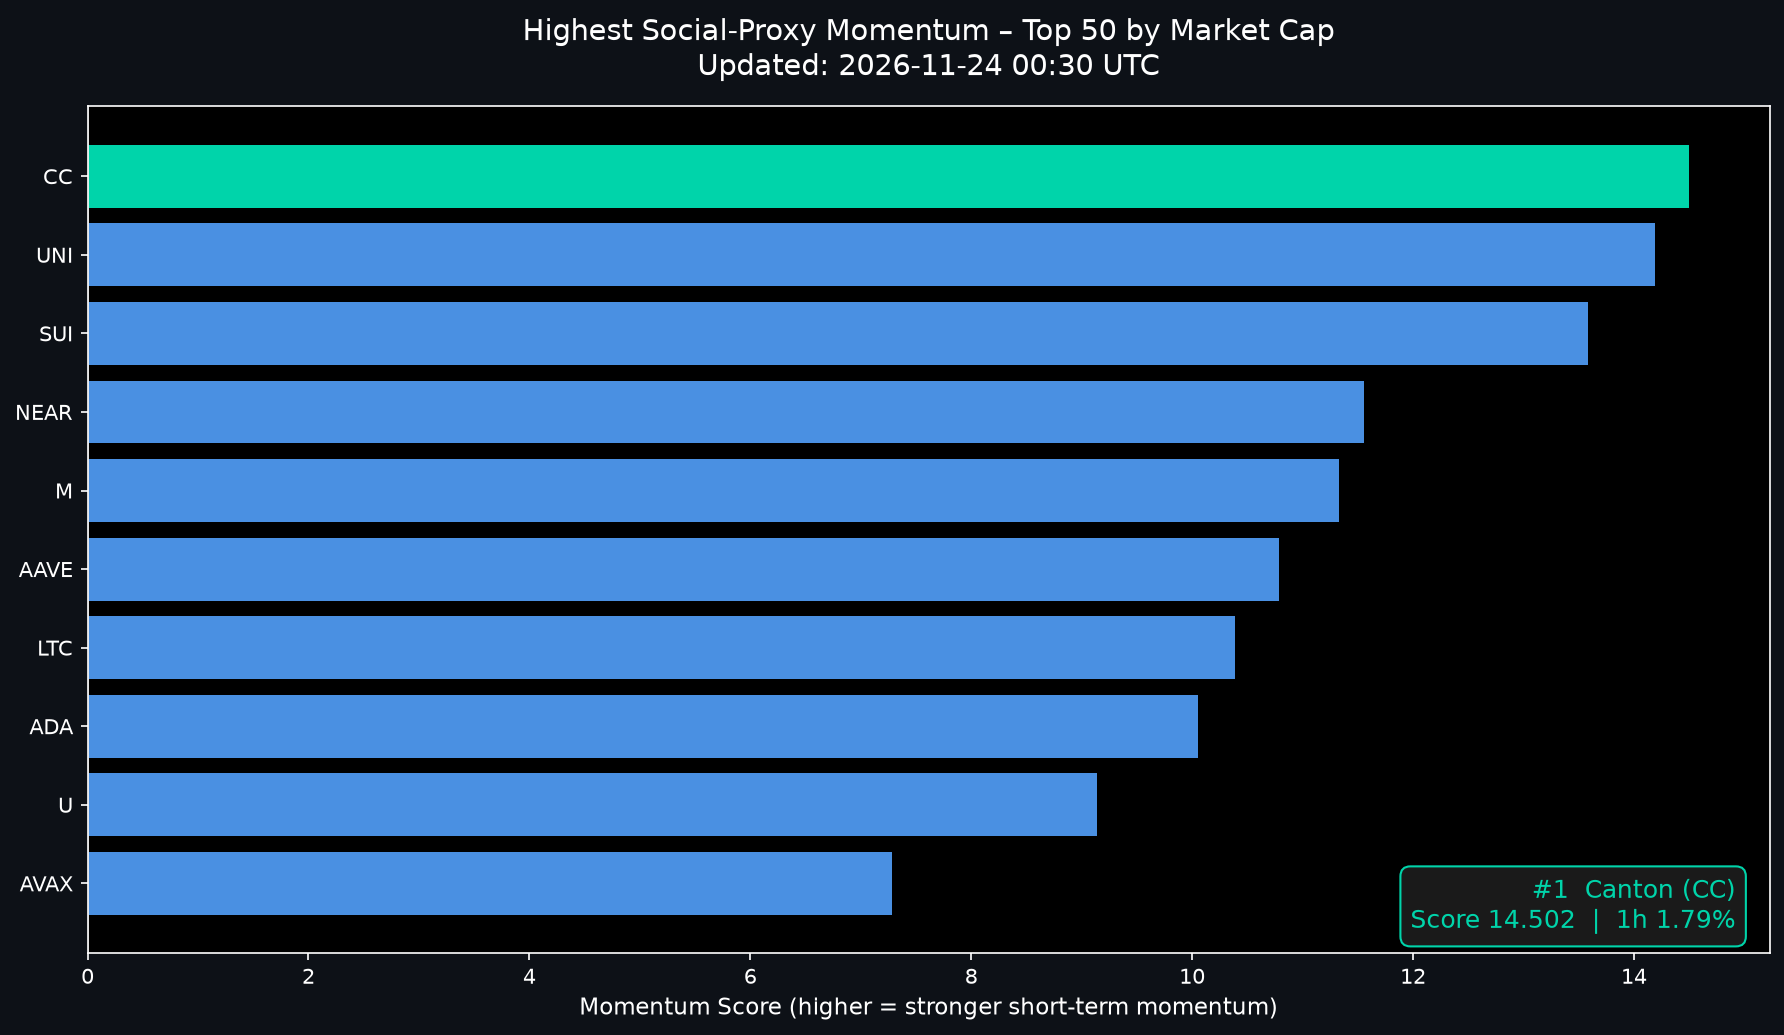 Highest Social-Proxy Momentum – Top 50 by Market Cap
Updated: 2026-11-24 00:30 UTC
CC
UNI
SUI
NEAR
M
AAVE
LTC
ADA
U
AVAX
#1  Canton (CC)
Score 14.502  |  1h 1.79%
0 2 4 6 8 10 12 14
Momentum Score (higher = stronger short-term momentum)